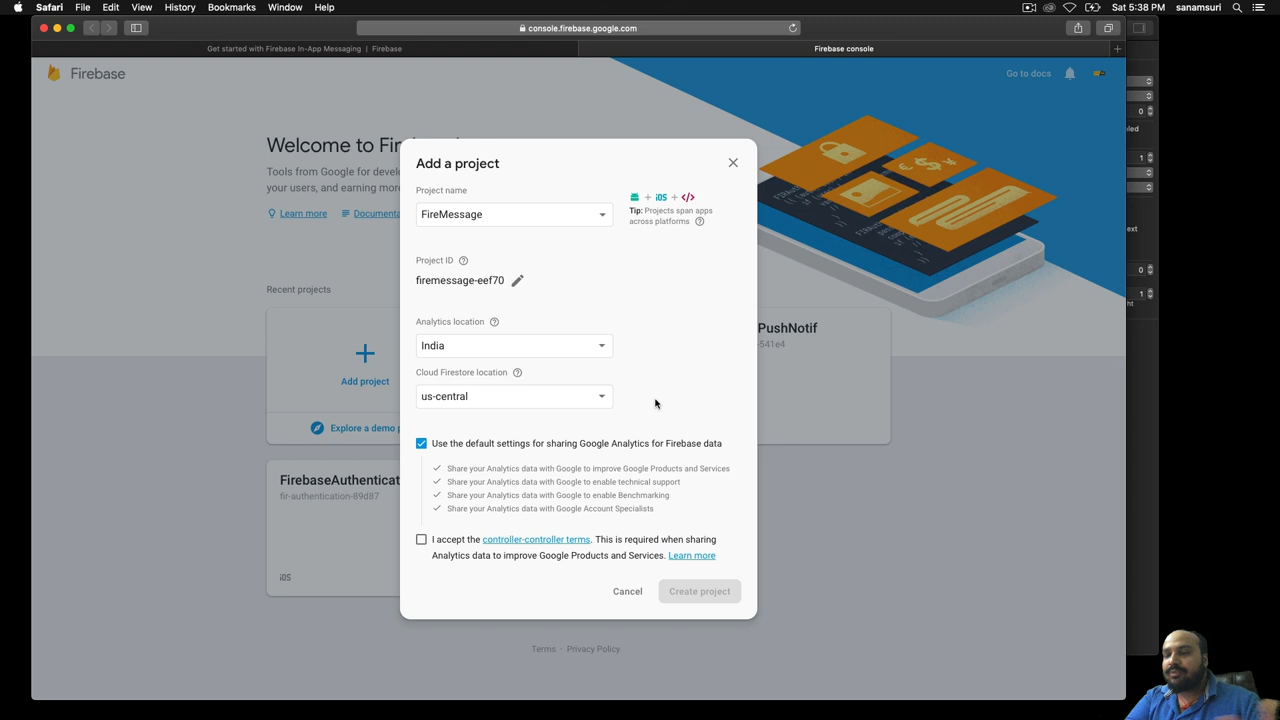 Safari File Edit View History Bookmarks Window Help
Sat 5:38 PM sanamsuri
console.firebase.google.com
Get started with Firebase In-App Messaging | Firebase
Firebase console
Firebase
Go to docs
Welcome to Fir
Tools from Google for devel
your users, and earning more
Learn more
Documenta
Recent projects
Add project
Explore a demo p
PushNotif
-541e4
FirebaseAuthenticat
fir-authentication-89d87
iOS
Add a project
Project name
FireMessage
+ iOS + </>
Tip: Projects span apps
across platforms
Project ID
firemessage-eef70
Analytics location
India
Cloud Firestore location
us-central
Use the default settings for sharing Google Analytics for Firebase data
Share your Analytics data with Google to improve Google Products and Services
Share your Analytics data with Google to enable technical support
Share your Analytics data with Google to enable Benchmarking
Share your Analytics data with Google Account Specialists
I accept the controller-controller terms. This is required when sharing
Analytics data to improve Google Products and Services. Learn more
Cancel
Create project
Terms · Privacy Policy
0
1
ext
0
1
ht